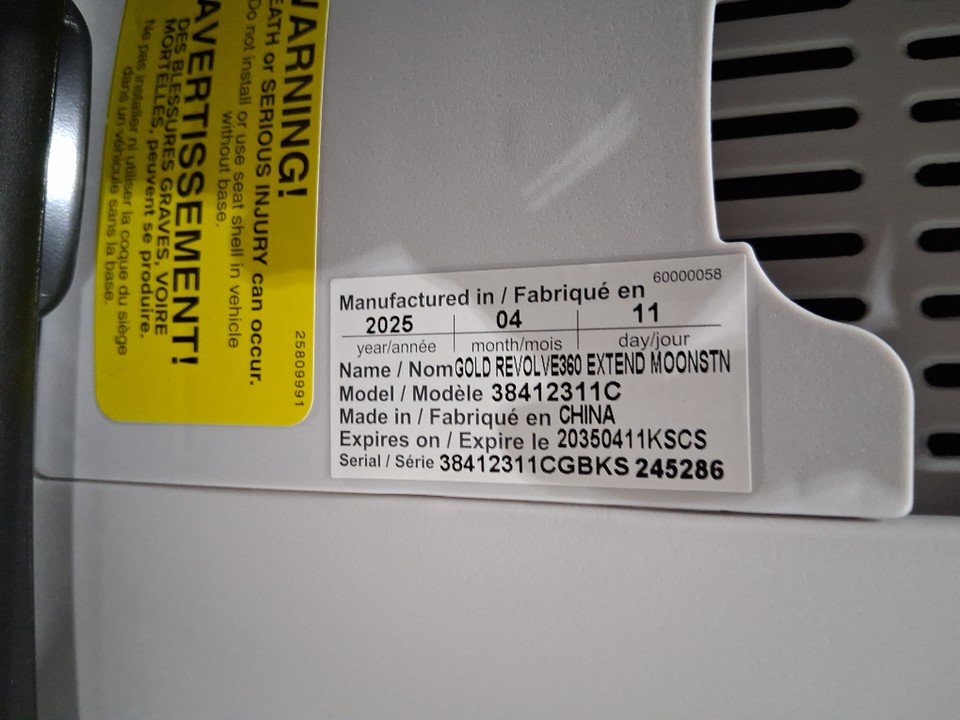 WARNING!
DEATH or SERIOUS INJURY can occur.
Do not install or use seat shell in vehicle
without base.
AVERTISSEMENT!
DES BLESSURES GRAVES, VOIRE
MORTELLES, peuvent se produire.
Ne pas installer ni utiliser la coque du siège
dans un véhicule sans la base.
25809991
60000058
Manufactured in / Fabriqué en
2025 04 11
year/année month/mois day/jour
Name / Nom GOLD REVOLVE360 EXTEND MOONSTN
Model / Modèle 38412311C
Made in / Fabriqué en CHINA
Expires on / Expire le 20350411KSCS
Serial / Série 38412311CGBKS 245286